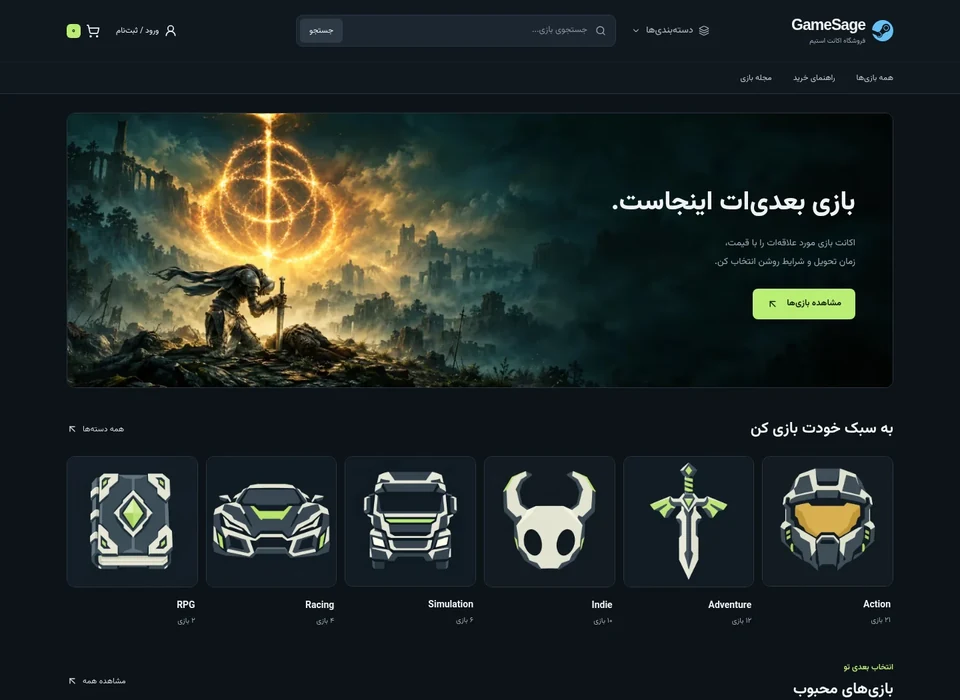 GameSage
فروشگاه اکانت استیم
دسته‌بندی‌ها
جستجوی بازی...
جستجو
ورود / ثبت‌نام
۰
همه بازی‌ها
راهنمای خرید
مجله بازی
بازی بعدی‌ات اینجاست.
اکانت بازی مورد علاقه‌ات را با قیمت،
زمان تحویل و شرایط روشن انتخاب کن.
مشاهده بازی‌ها
به سبک خودت بازی کن
همه دسته‌ها
Action
۲۱ بازی
Adventure
۱۲ بازی
Indie
۱۰ بازی
Simulation
۶ بازی
Racing
۴ بازی
RPG
۲ بازی
انتخاب بعدی تو
بازی‌های محبوب
مشاهده همه